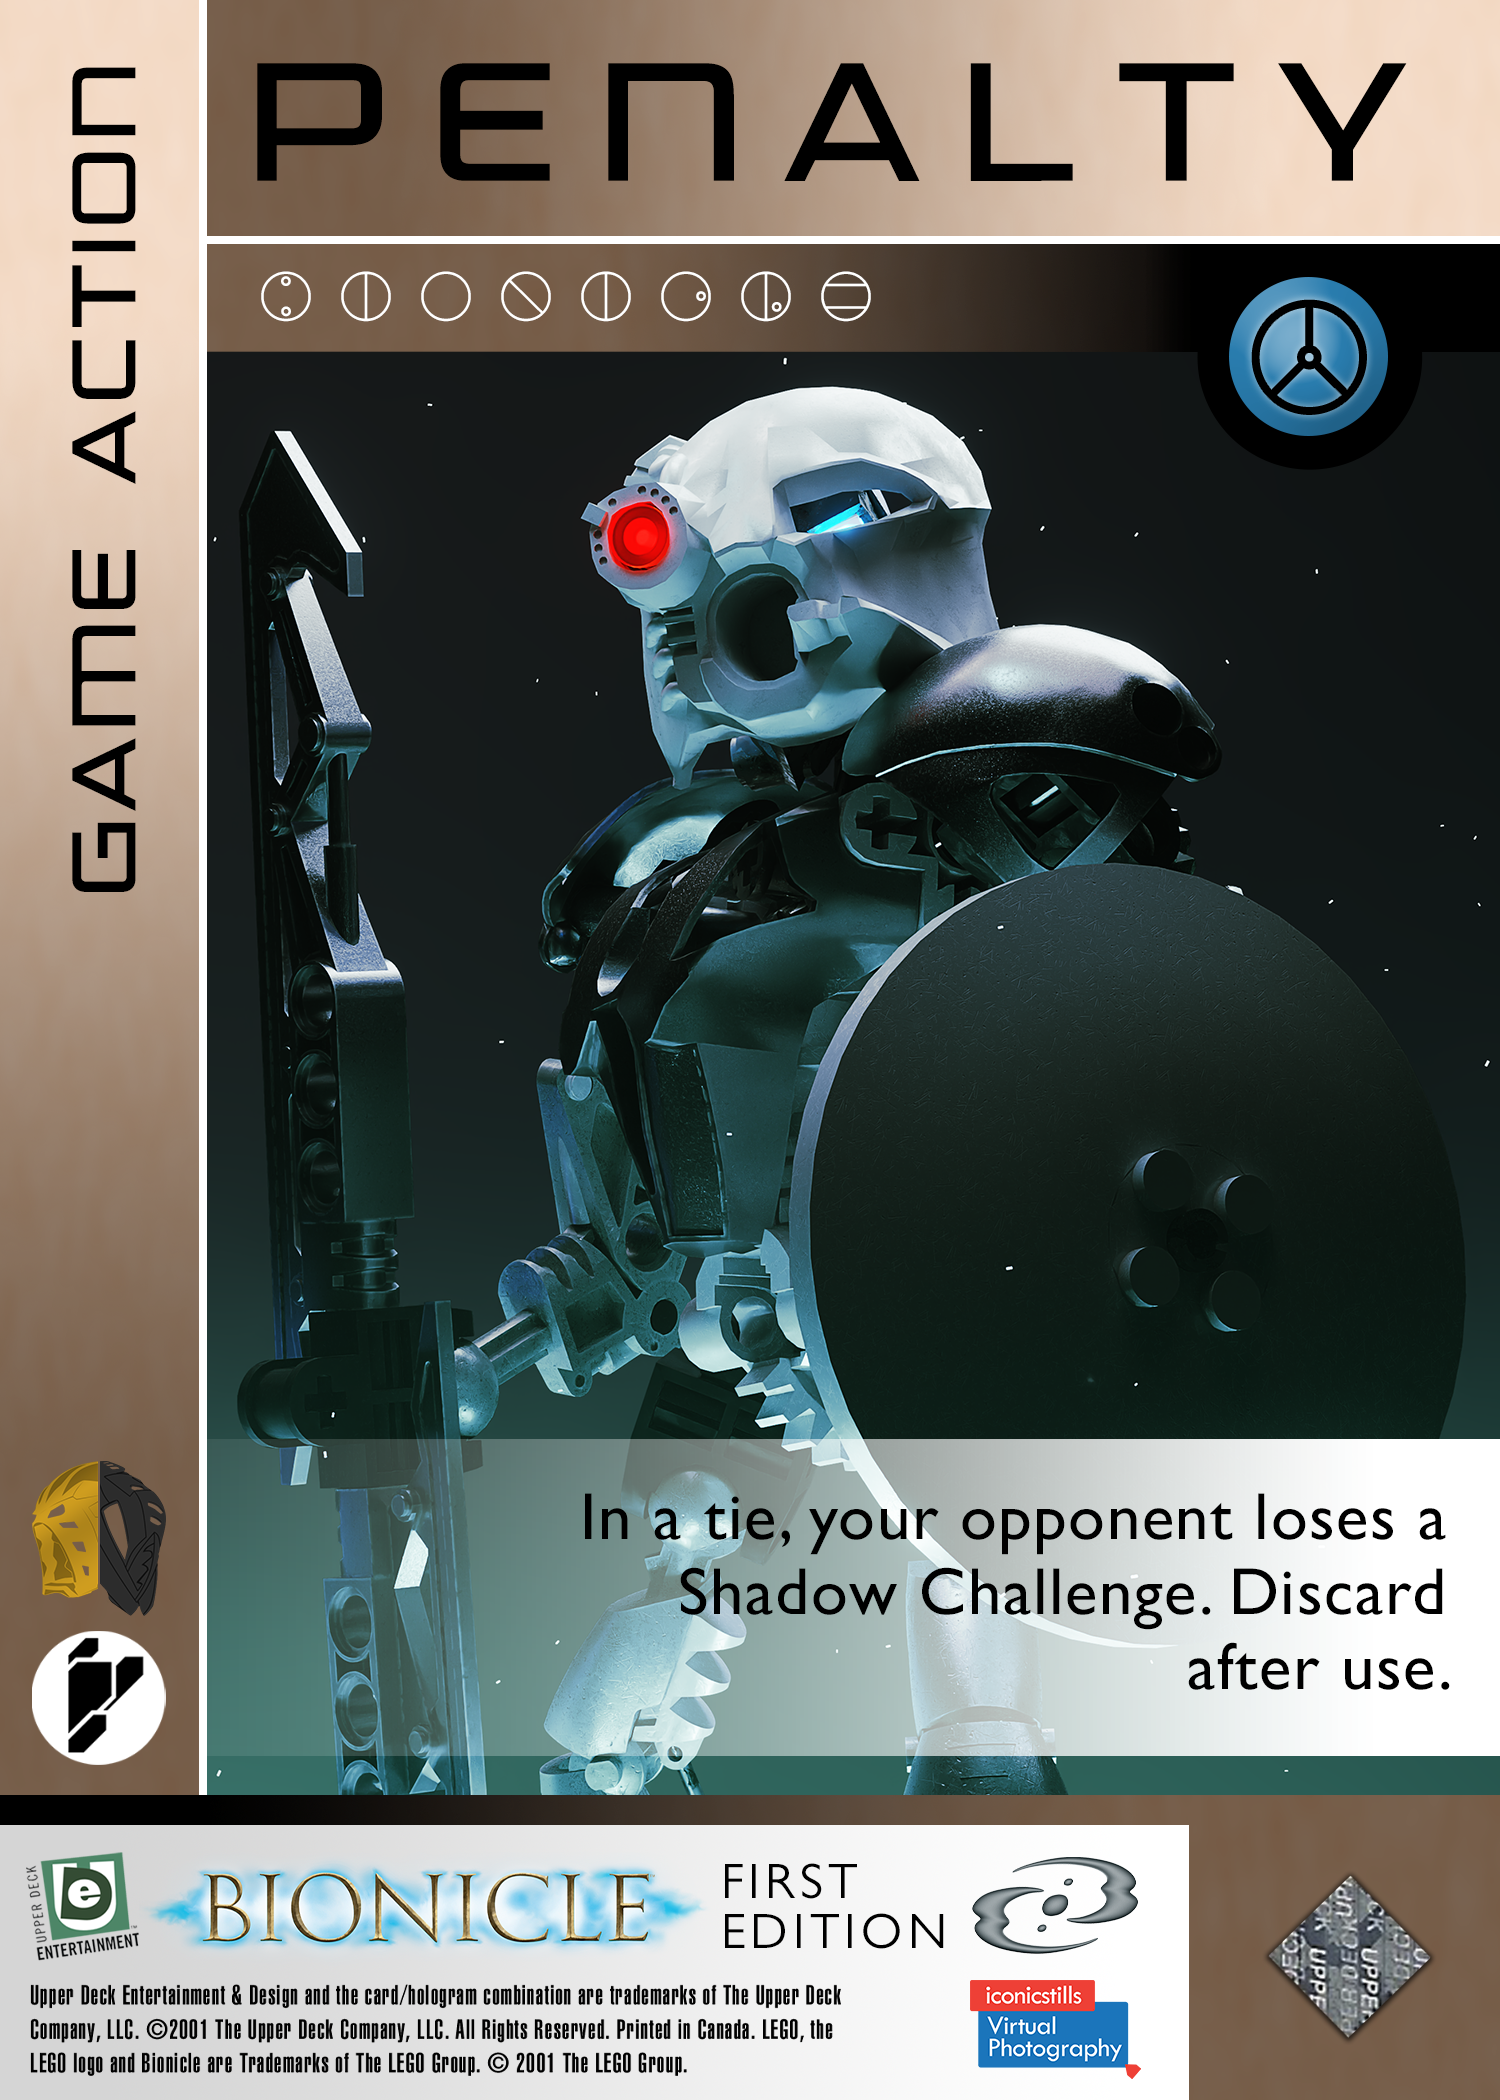 GAME ACTION
PENALTY
In a tie, your opponent loses a
Shadow Challenge. Discard
after use.
UPPER DECK
e
ENTERTAINMENT
BIONICLE
FIRST
EDITION
Upper Deck Entertainment & Design and the card/hologram combination are trademarks of The Upper Deck
Company, LLC. ©2001 The Upper Deck Company, LLC. All Rights Reserved. Printed in Canada. LEGO, the
LEGO logo and Bionicle are Trademarks of The LEGO Group. © 2001 The LEGO Group.
iconicstills
Virtual
Photography